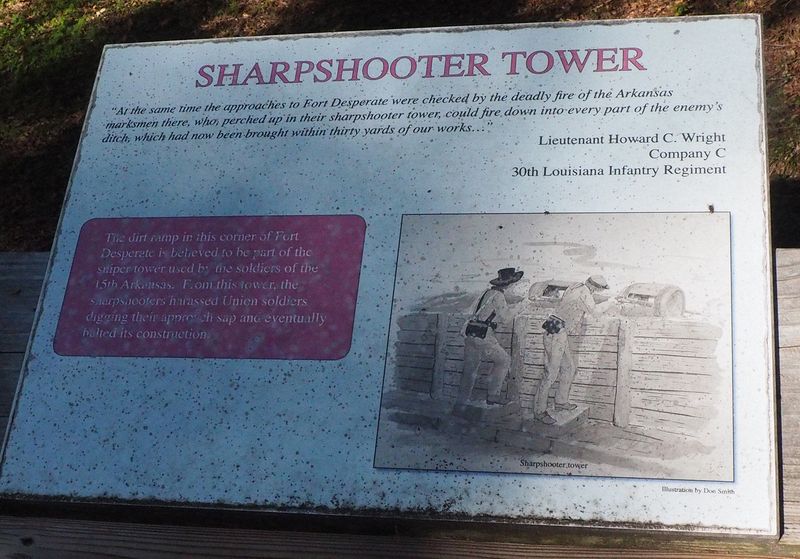 SHARPSHOOTER TOWER
"At the same time the approaches to Fort Desperate were checked by the deadly fire of the Arkansas
marksmen there, who, perched up in their sharpshooter tower, could fire down into every part of the enemy's
ditch, which had now been brought within thirty yards of our works..."
Lieutenant Howard C. Wright
Company C
30th Louisiana Infantry Regiment
The dirt ramp in this corner of Fort
Desperate is believed to be part of the
sniper tower used by the soldiers of the
15th Arkansas. From this tower, the
sharpshooters harassed Union soldiers
digging their approach sap and eventually
halted its construction.
Sharpshooter tower
Illustration by Don Smith